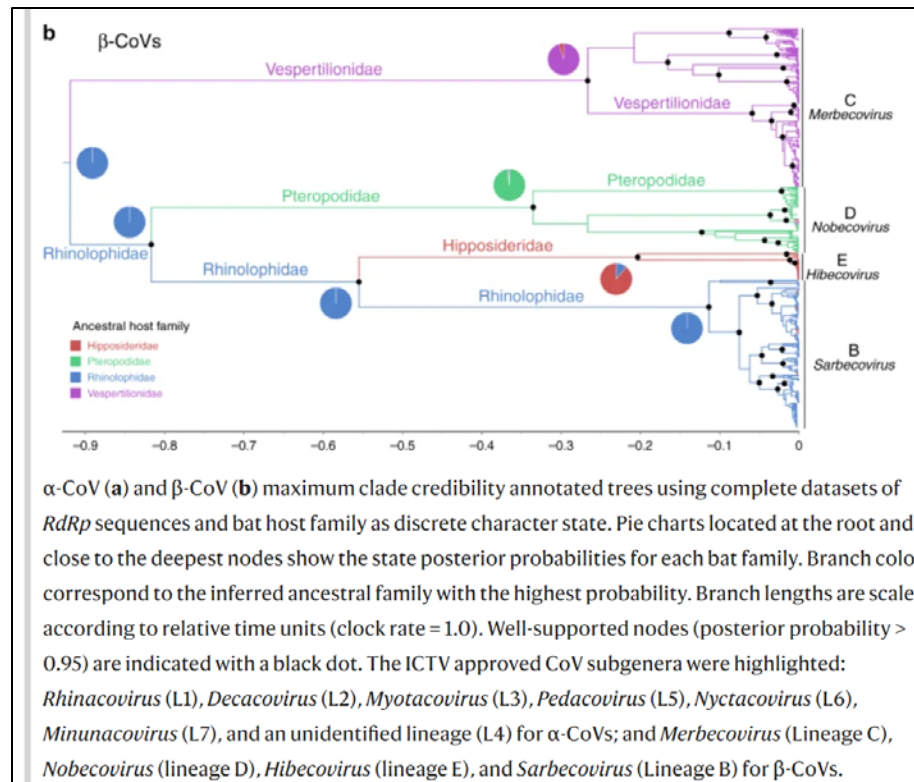 b
β-CoVs
Vespertilionidae
Vespertilionidae
C
Merbecovirus
Pteropodidae
Pteropodidae
D
Nobecovirus
Rhinolophidae
Hipposideridae
E
Hibecovirus
Rhinolophidae
Rhinolophidae
B
Sarbecovirus
Ancestral host family
Hipposideridae
Pteropodidae
Rhinolophidae
Vespertilionidae
−0.9 −0.8 −0.7 −0.6 −0.5 −0.4 −0.3 −0.2 −0.1 0
α-CoV (a) and β-CoV (b) maximum clade credibility annotated trees using complete datasets of
RdRp sequences and bat host family as discrete character state. Pie charts located at the root and
close to the deepest nodes show the state posterior probabilities for each bat family. Branch colo
correspond to the inferred ancestral family with the highest probability. Branch lengths are scale
according to relative time units (clock rate = 1.0). Well-supported nodes (posterior probability >
0.95) are indicated with a black dot. The ICTV approved CoV subgenera were highlighted:
Rhinacovirus (L1), Decacovirus (L2), Myotacovirus (L3), Pedacovirus (L5), Nyctacovirus (L6),
Minunacovirus (L7), and an unidentified lineage (L4) for α-CoVs; and Merbecovirus (Lineage C),
Nobecovirus (lineage D), Hibecovirus (lineage E), and Sarbecovirus (Lineage B) for β-CoVs.